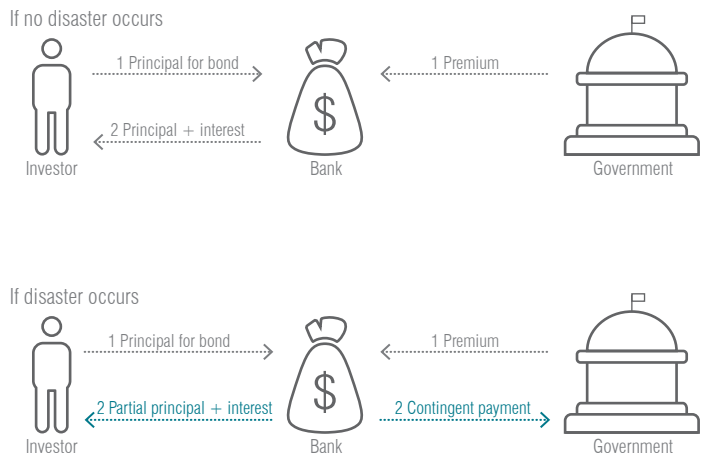 If no disaster occurs
1 Principal for bond
1 Premium
2 Principal + interest
$
Investor
Bank
Government
If disaster occurs
1 Principal for bond
1 Premium
2 Partial principal + interest
$
2 Contingent payment
Investor
Bank
Government